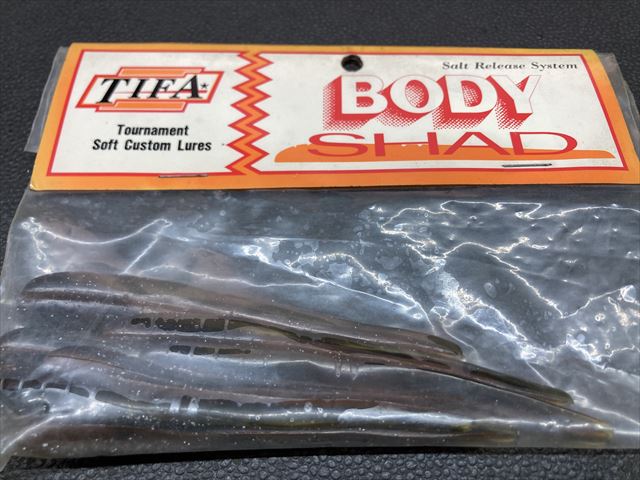 TIFA
Tournament
Soft Custom Lures
Salt Release System
BODY
SHAD